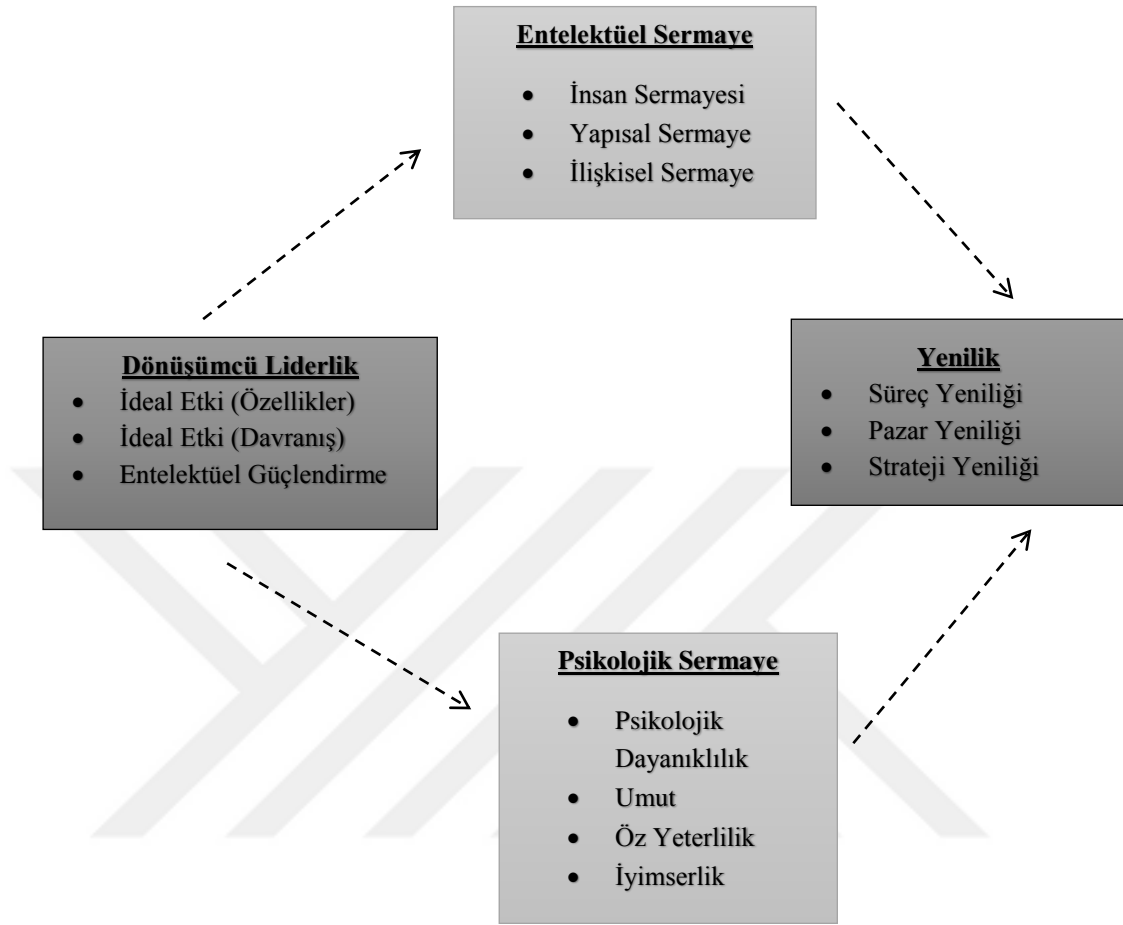 Entelektüel Sermaye
• İnsan Sermayesi
• Yapısal Sermaye
• İlişkisel Sermaye
Dönüşümcü Liderlik
• İdeal Etki (Özellikler)
• İdeal Etki (Davranış)
• Entelektüel Güçlendirme
Yenilik
• Süreç Yeniliği
• Pazar Yeniliği
• Strateji Yeniliği
Psikolojik Sermaye
• Psikolojik
Dayanıklılık
• Umut
• Öz Yeterlilik
• İyimserlik